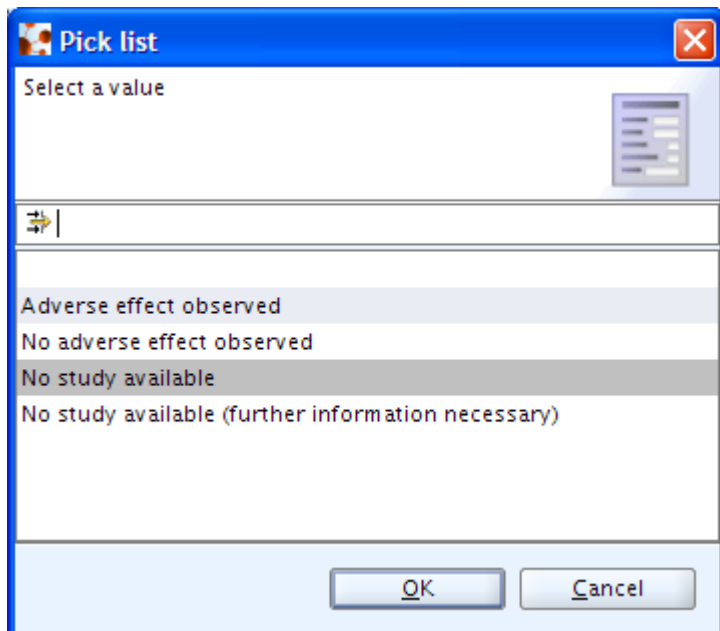 Pick list
Select a value
Adverse effect observed
No adverse effect observed
No study available
No study available (further information necessary)
OK
Cancel